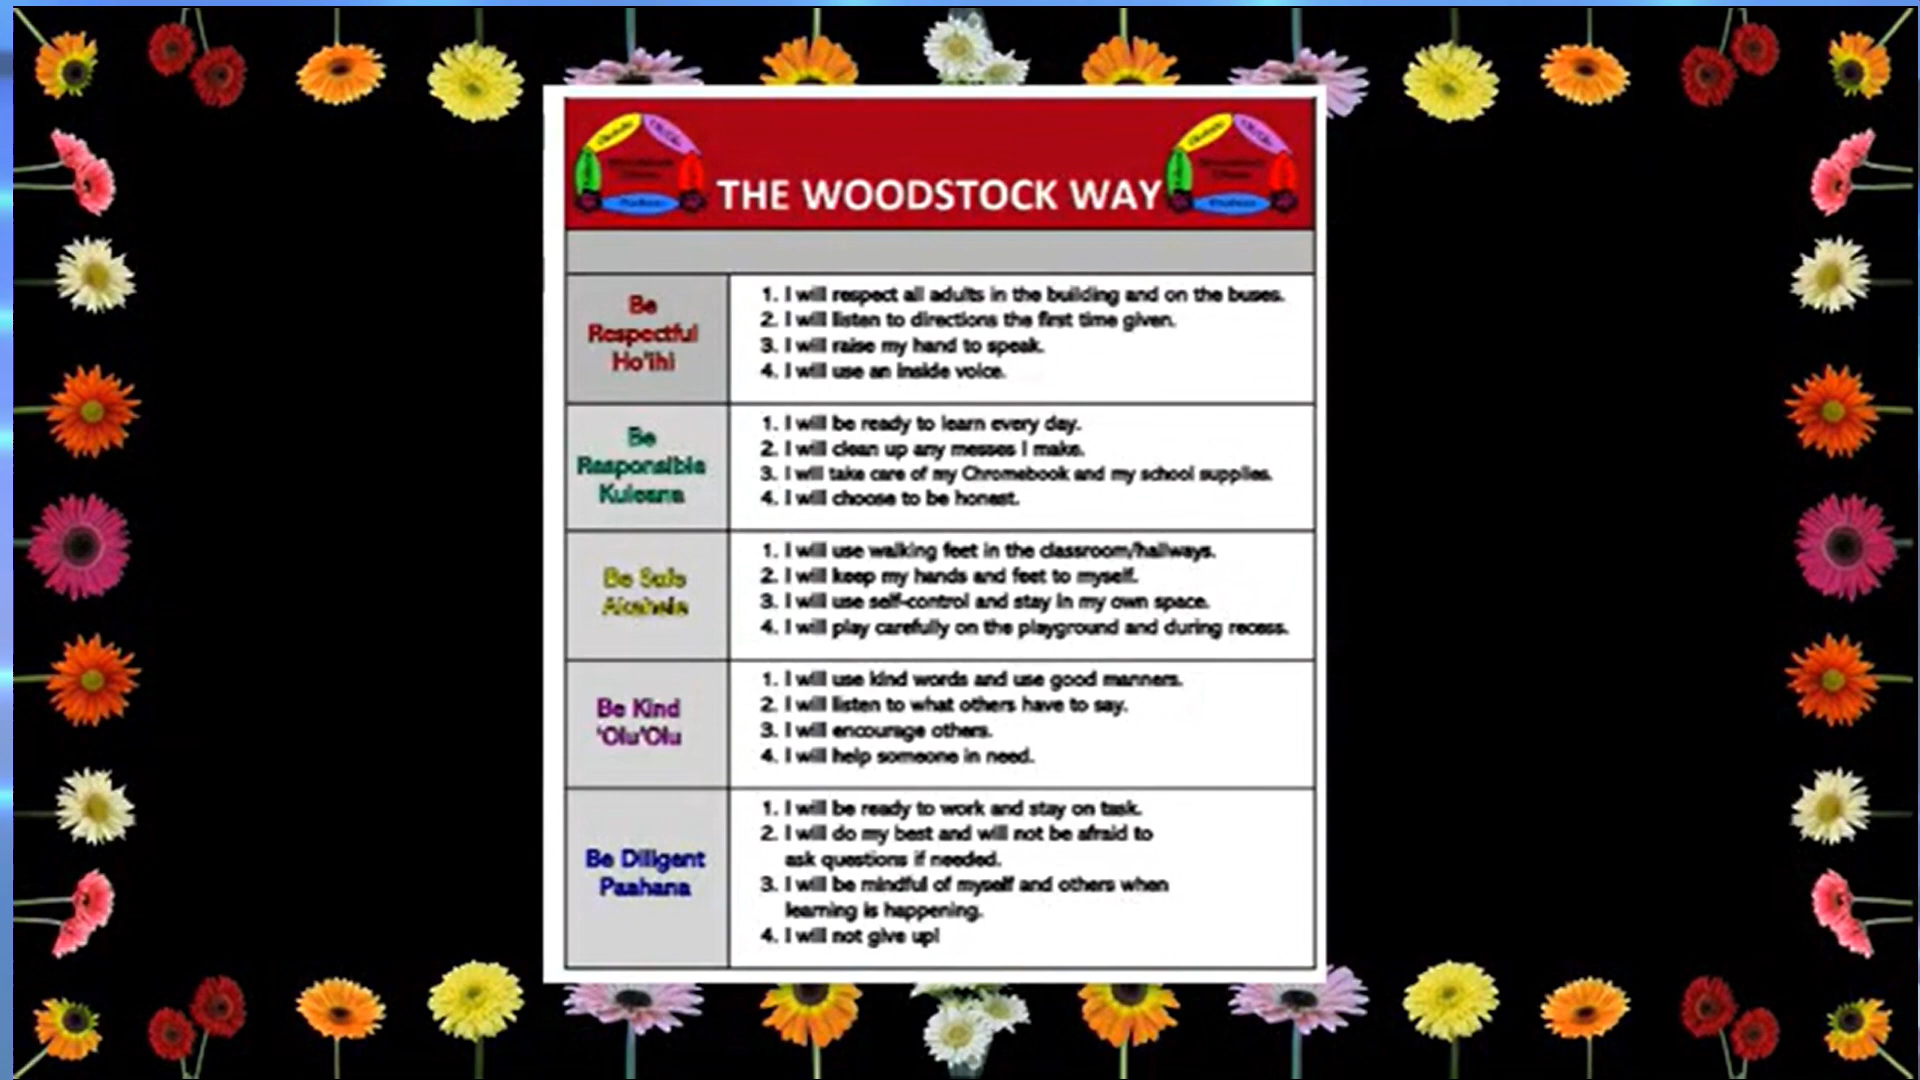 THE WOODSTOCK WAY
Be
Respectful
Ho'ihi
1. I will respect all adults in the building and on the buses.
2. I will listen to directions the first time given.
3. I will raise my hand to speak.
4. I will use an inside voice.
Be
Responsible
Kuleana
1. I will be ready to learn every day.
2. I will clean up any messes I make.
3. I will take care of my Chromebook and my school supplies.
4. I will choose to be honest.
Be Safe
Akahele
1. I will use walking feet in the classroom/hallways.
2. I will keep my hands and feet to myself.
3. I will use self-control and stay in my own space.
4. I will play carefully on the playground and during recess.
Be Kind
'Olu'Olu
1. I will use kind words and use good manners.
2. I will listen to what others have to say.
3. I will encourage others.
4. I will help someone in need.
Be Diligent
Paahana
1. I will be ready to work and stay on task.
2. I will do my best and will not be afraid to
ask questions if needed.
3. I will be mindful of myself and others when
learning is happening.
4. I will not give up!